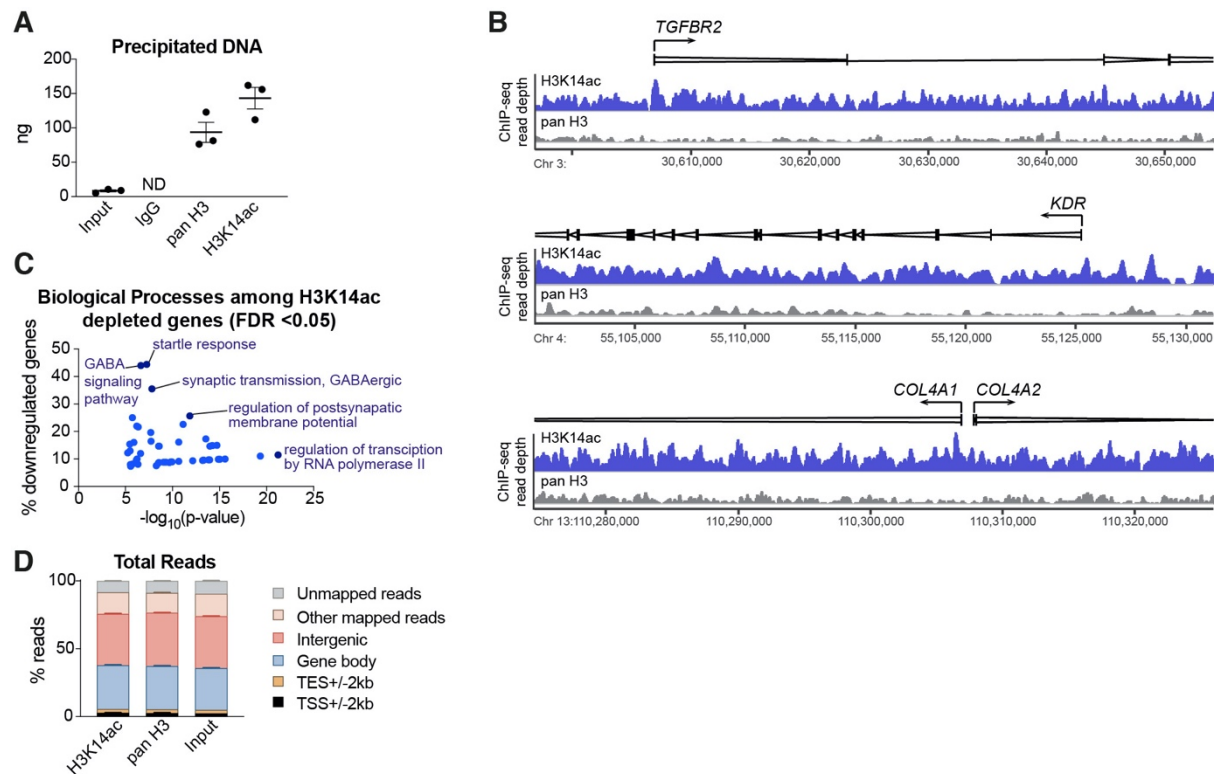 A
Precipitated DNA
200
150
100
50
0
ng
ND
Input
IgG
pan H3
H3K14ac
B
TGFBR2
H3K14ac
pan H3
ChIP-seq
read depth
Chr 3:
30,610,000
30,620,000
30,630,000
30,640,000
30,650,000
KDR
H3K14ac
pan H3
ChIP-seq
read depth
Chr 4:
55,105,000
55,110,000
55,115,000
55,120,000
55,125,000
55,130,000
COL4A1
COL4A2
H3K14ac
pan H3
ChIP-seq
read depth
Chr 13:110,280,000
110,290,000
110,300,000
110,310,000
110,320,000
C
Biological Processes among H3K14ac
depleted genes (FDR <0.05)
% downregulated genes
50
40
30
20
10
0
startle response
GABA
signaling
pathway
synaptic transmission, GABAergic
regulation of postsynapatic
membrane potential
regulation of transciption
by RNA polymerase II
0
5
10
15
20
25
-log10(p-value)
D
Total Reads
% reads
100
50
0
H3K14ac
pan H3
Input
Unmapped reads
Other mapped reads
Intergenic
Gene body
TES+/-2kb
TSS+/-2kb